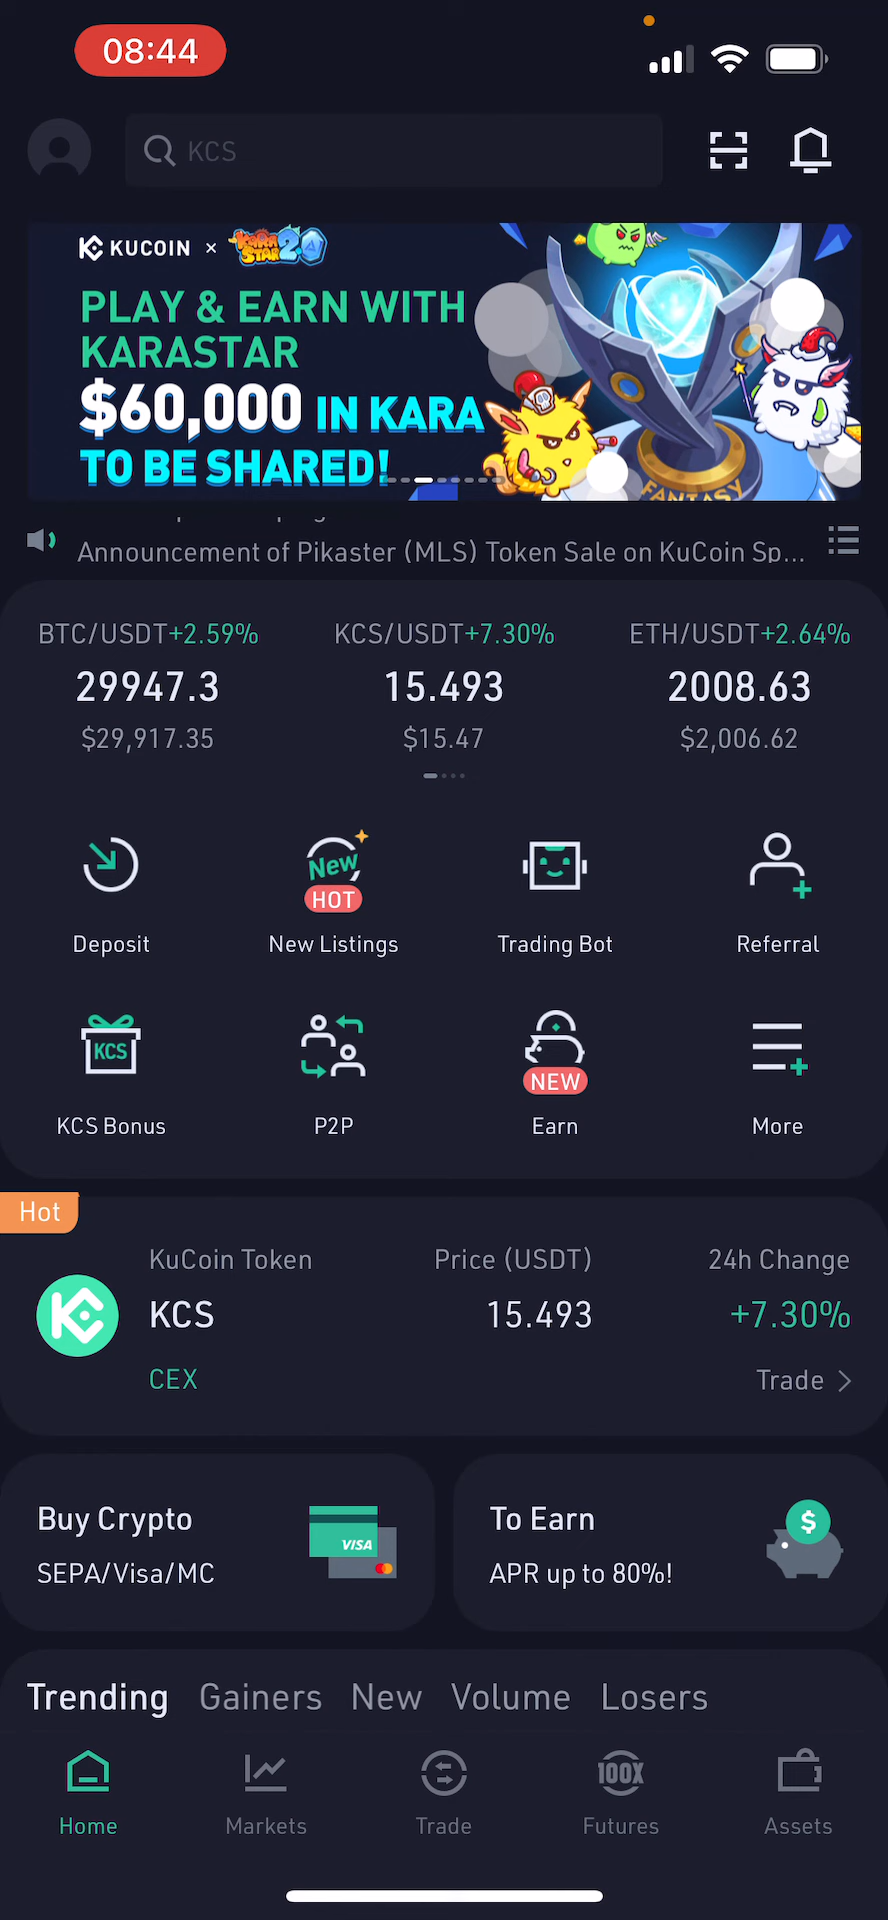 08:44
KCS
KUCOIN × KARA STAR 2.0
PLAY & EARN WITH
KARASTAR
$60,000 IN KARA
TO BE SHARED!
FANTASY
Announcement of Pikaster (MLS) Token Sale on KuCoin Sp...
BTC/USDT+2.59% KCS/USDT+7.30% ETH/USDT+2.64%
29947.3 15.493 2008.63
$29,917.35 $15.47 $2,006.62
New
HOT
Deposit New Listings Trading Bot Referral
KCS
NEW
KCS Bonus P2P Earn More
Hot
KuCoin Token Price (USDT) 24h Change
KCS 15.493 +7.30%
CEX Trade
Buy Crypto
VISA
SEPA/Visa/MC
To Earn
$
APR up to 80%!
Trending Gainers New Volume Losers
100X
Home Markets Trade Futures Assets